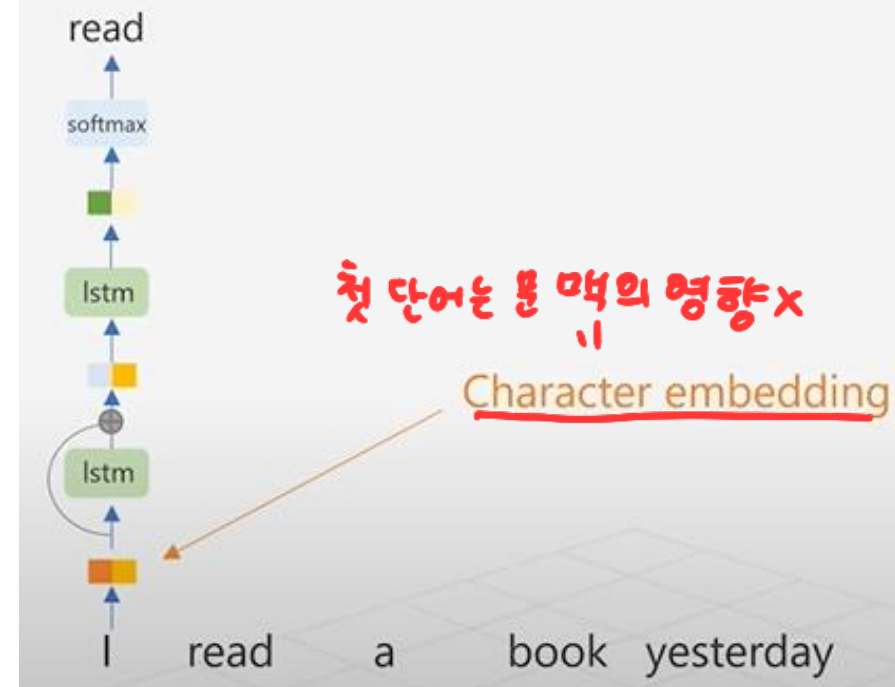 read
softmax
lstm
첫 단어는 문맥의 영향x
Character embedding
lstm
I read a book yesterday